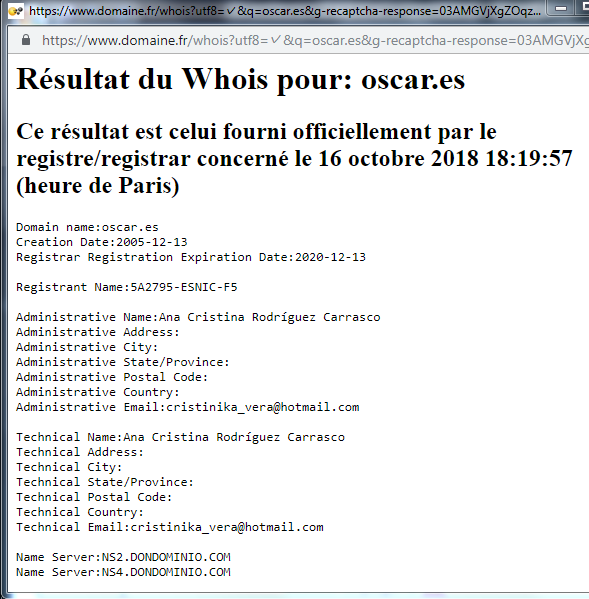 https://www.domaine.fr/whois?utf8=✓&q=oscar.es&g-recaptcha-response=03AMGVjXgZOqz...
https://www.domaine.fr/whois?utf8=✓&q=oscar.es&g-recaptcha-response=03AMGVjXgZ
Résultat du Whois pour: oscar.es
Ce résultat est celui fourni officiellement par le
registre/registrar concerné le 16 octobre 2018 18:19:57
(heure de Paris)
Domain name:oscar.es
Creation Date:2005-12-13
Registrar Registration Expiration Date:2020-12-13
Registrant Name:5A2795-ESNIC-F5
Administrative Name:Ana Cristina Rodríguez Carrasco
Administrative Address:
Administrative City:
Administrative State/Province:
Administrative Postal Code:
Administrative Country:
Administrative Email:cristinika_vera@hotmail.com
Technical Name:Ana Cristina Rodríguez Carrasco
Technical Address:
Technical City:
Technical State/Province:
Technical Postal Code:
Technical Country:
Technical Email:cristinika_vera@hotmail.com
Name Server:NS2.DONDOMINIO.COM
Name Server:NS4.DONDOMINIO.COM